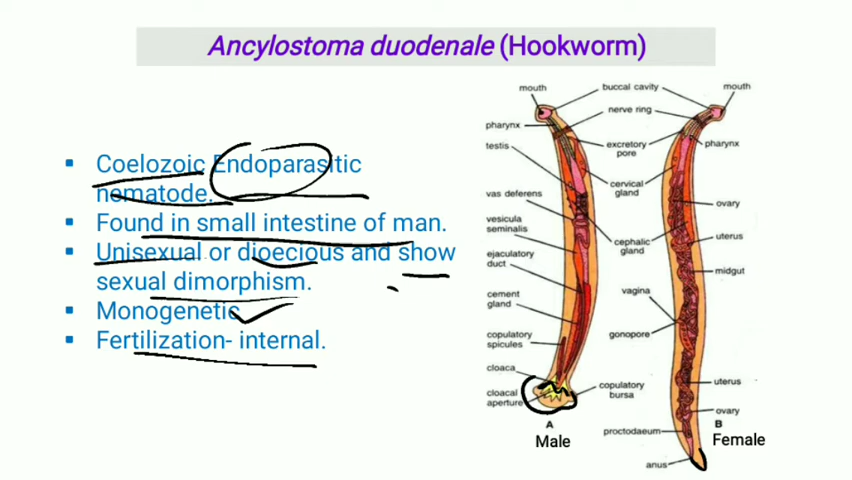 Ancylostoma duodenale (Hookworm)
▪ Coelozoic Endoparasitic
nematode.
▪ Found in small intestine of man.
▪ Unisexual or dioecious and show
sexual dimorphism.
▪ Monogenetic
▪ Fertilization- internal.
mouth
buccal cavity
mouth
nerve ring
pharynx
testis
excretory
pore
pharynx
cervical
gland
vas deferens
ovary
vesicula
seminalis
cephalic
gland
uterus
ejaculatory
duct
midgut
vagina
cement
gland
gonopore
copulatory
spicules
cloaca
cloacal
aperture
copulatory
bursa
uterus
ovary
A
Male
proctodaeum
B
Female
anus